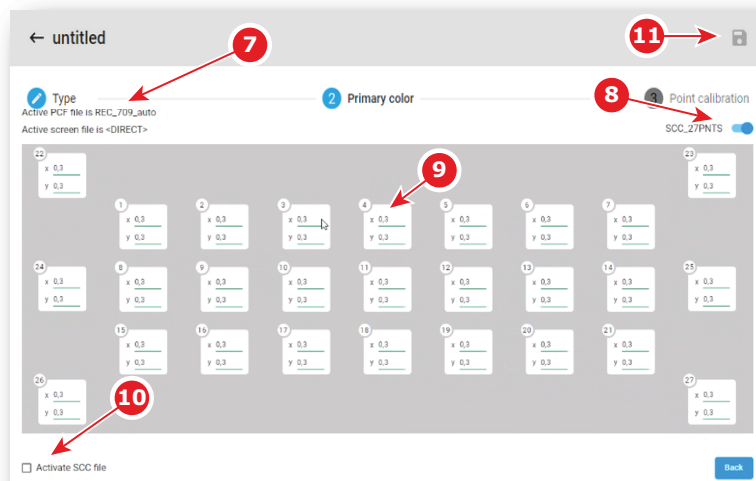 ← untitled
7
11
Type
2 Primary color
8
3 Point calibration
Active PCF file is REC_709_auto
Active screen file is <DIRECT>
SCC_27PNTS
22
x 0,3
y 0,3
23
x 0,3
y 0,3
9
1
x 0,3
y 0,3
2
x 0,3
y 0,3
3
x 0,3
y 0,3
4
x 0,3
y 0,3
5
x 0,3
y 0,3
6
x 0,3
y 0,3
7
x 0,3
y 0,3
24
x 0,3
y 0,3
8
x 0,3
y 0,3
9
x 0,3
y 0,3
10
x 0,3
y 0,3
11
x 0,3
y 0,3
12
x 0,3
y 0,3
13
x 0,3
y 0,3
14
x 0,3
y 0,3
25
x 0,3
y 0,3
15
x 0,3
y 0,3
16
x 0,3
y 0,3
17
x 0,3
y 0,3
18
x 0,3
y 0,3
19
x 0,3
y 0,3
20
x 0,3
y 0,3
21
x 0,3
y 0,3
26
x 0,3
y 0,3
27
x 0,3
y 0,3
10
Activate SCC file
Back